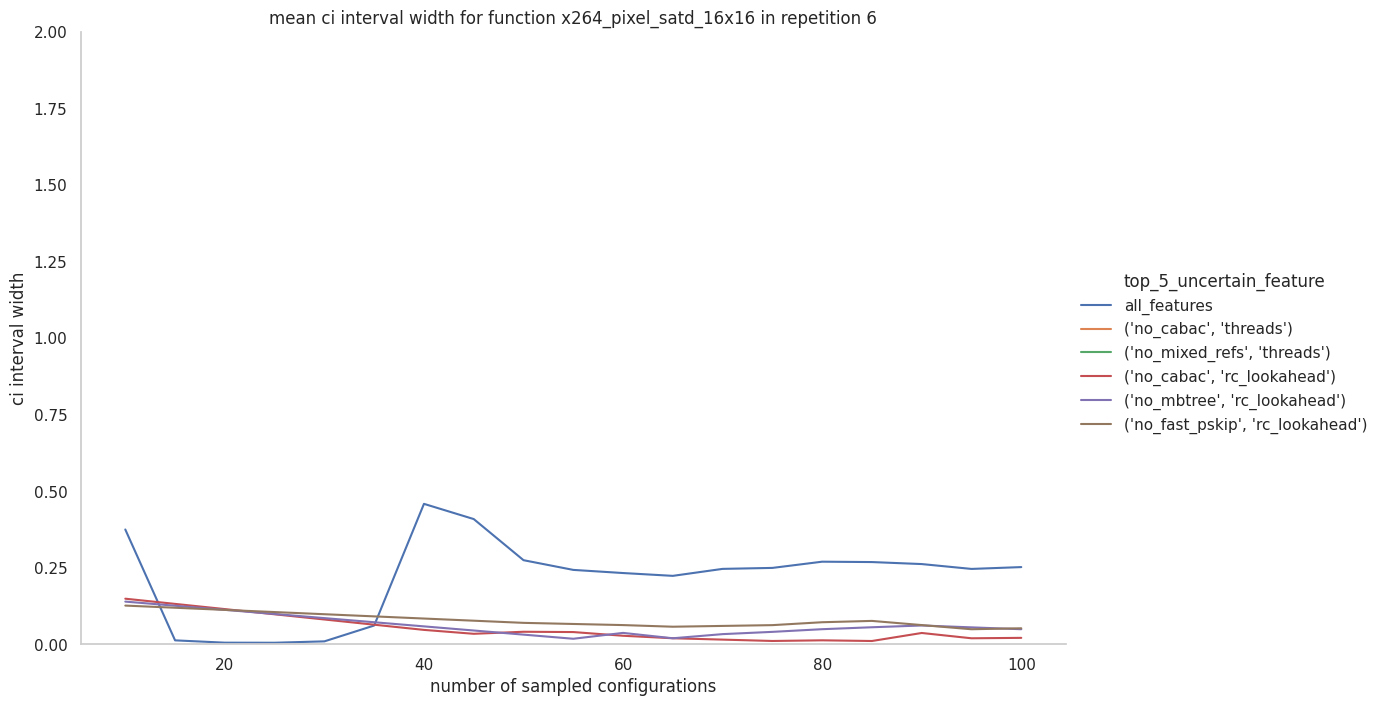 mean ci interval width for function x264_pixel_satd_16x16 in repetition 6
2.00
1.75
1.50
1.25
1.00
0.75
0.50
0.25
0.00
ci interval width
20
40
60
80
100
number of sampled configurations
top_5_uncertain_feature
all_features
('no_cabac', 'threads')
('no_mixed_refs', 'threads')
('no_cabac', 'rc_lookahead')
('no_mbtree', 'rc_lookahead')
('no_fast_pskip', 'rc_lookahead')